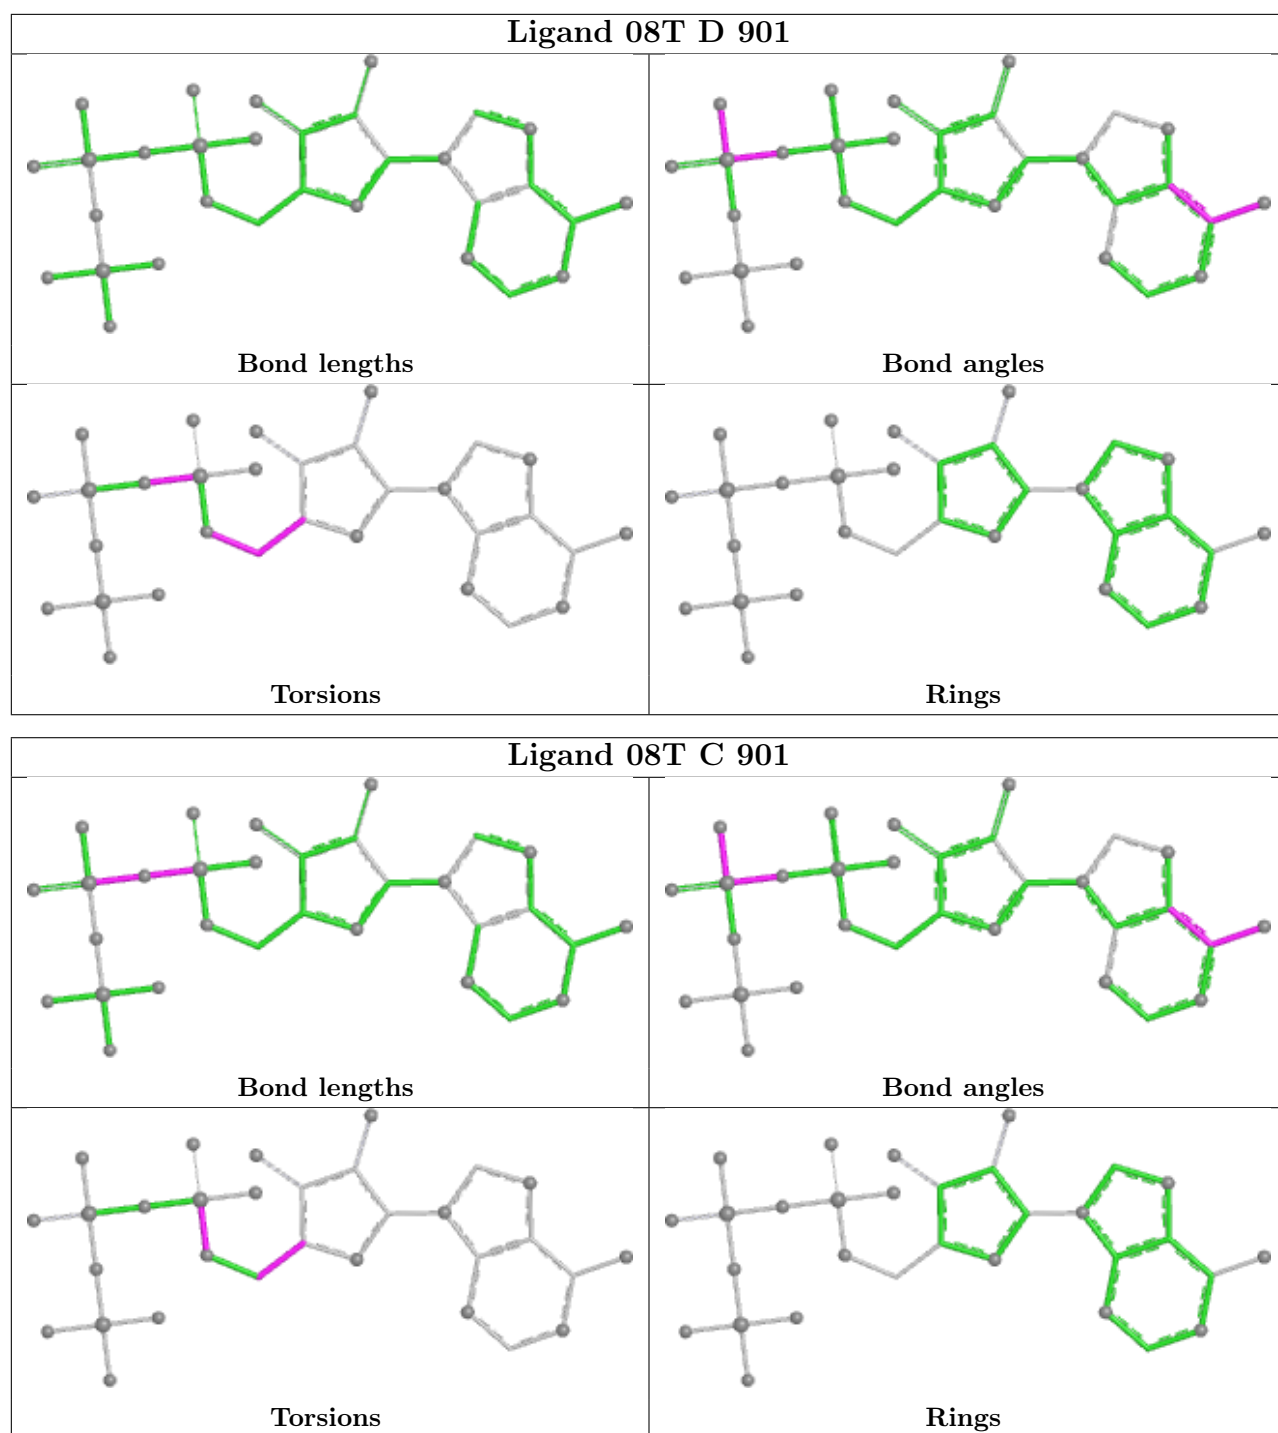 Ligand 08T D 901
Bond lengths
Bond angles
Torsions
Rings
Ligand 08T C 901
Bond lengths
Bond angles
Torsions
Rings